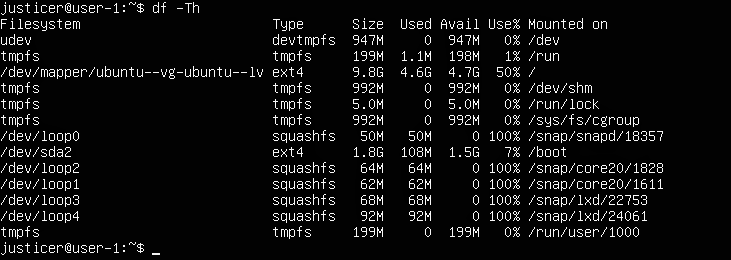 justicer@user-1:~$ df -Th
Filesystem                        Type      Size  Used Avail Use% Mounted on
udev                              devtmpfs  947M     0  947M   0% /dev
tmpfs                             tmpfs     199M  1.1M  198M   1% /run
/dev/mapper/ubuntu--vg-ubuntu--lv ext4      9.8G  4.6G  4.7G  50% /
tmpfs                             tmpfs     992M     0  992M   0% /dev/shm
tmpfs                             tmpfs     5.0M     0  5.0M   0% /run/lock
tmpfs                             tmpfs     992M     0  992M   0% /sys/fs/cgroup
/dev/loop0                        squashfs   50M   50M     0 100% /snap/snapd/18357
/dev/sda2                         ext4      1.8G  108M  1.5G   7% /boot
/dev/loop2                        squashfs   64M   64M     0 100% /snap/core20/1828
/dev/loop1                        squashfs   62M   62M     0 100% /snap/core20/1611
/dev/loop3                        squashfs   68M   68M     0 100% /snap/lxd/22753
/dev/loop4                        squashfs   92M   92M     0 100% /snap/lxd/24061
tmpfs                             tmpfs     199M     0  199M   0% /run/user/1000
justicer@user-1:~$ _